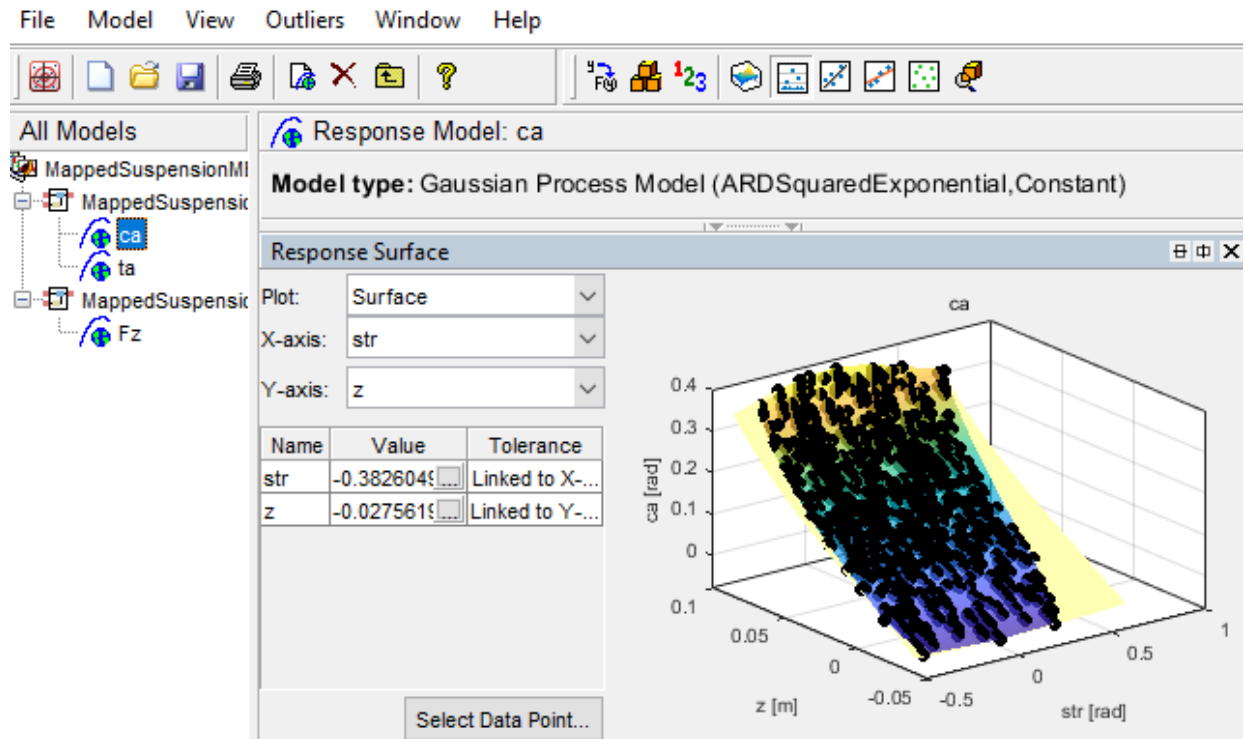 File Model View Outliers Window Help
All Models
Response Model: ca
MappedSuspensionM
Model type: Gaussian Process Model (ARDSquaredExponential,Constant)
MappedSuspensio
ca
ta
MappedSuspensio
Fz
Response Surface
Plot: Surface
X-axis: str
Y-axis: z
Name Value Tolerance
str -0.3826049 ... Linked to X-...
z -0.0275619 ... Linked to Y-...
Select Data Point...
ca
0.4
0.3
0.2
0.1
0
ca [rad]
0.1
0.05
0
-0.05
z [m]
-0.5
0
0.5
1
str [rad]